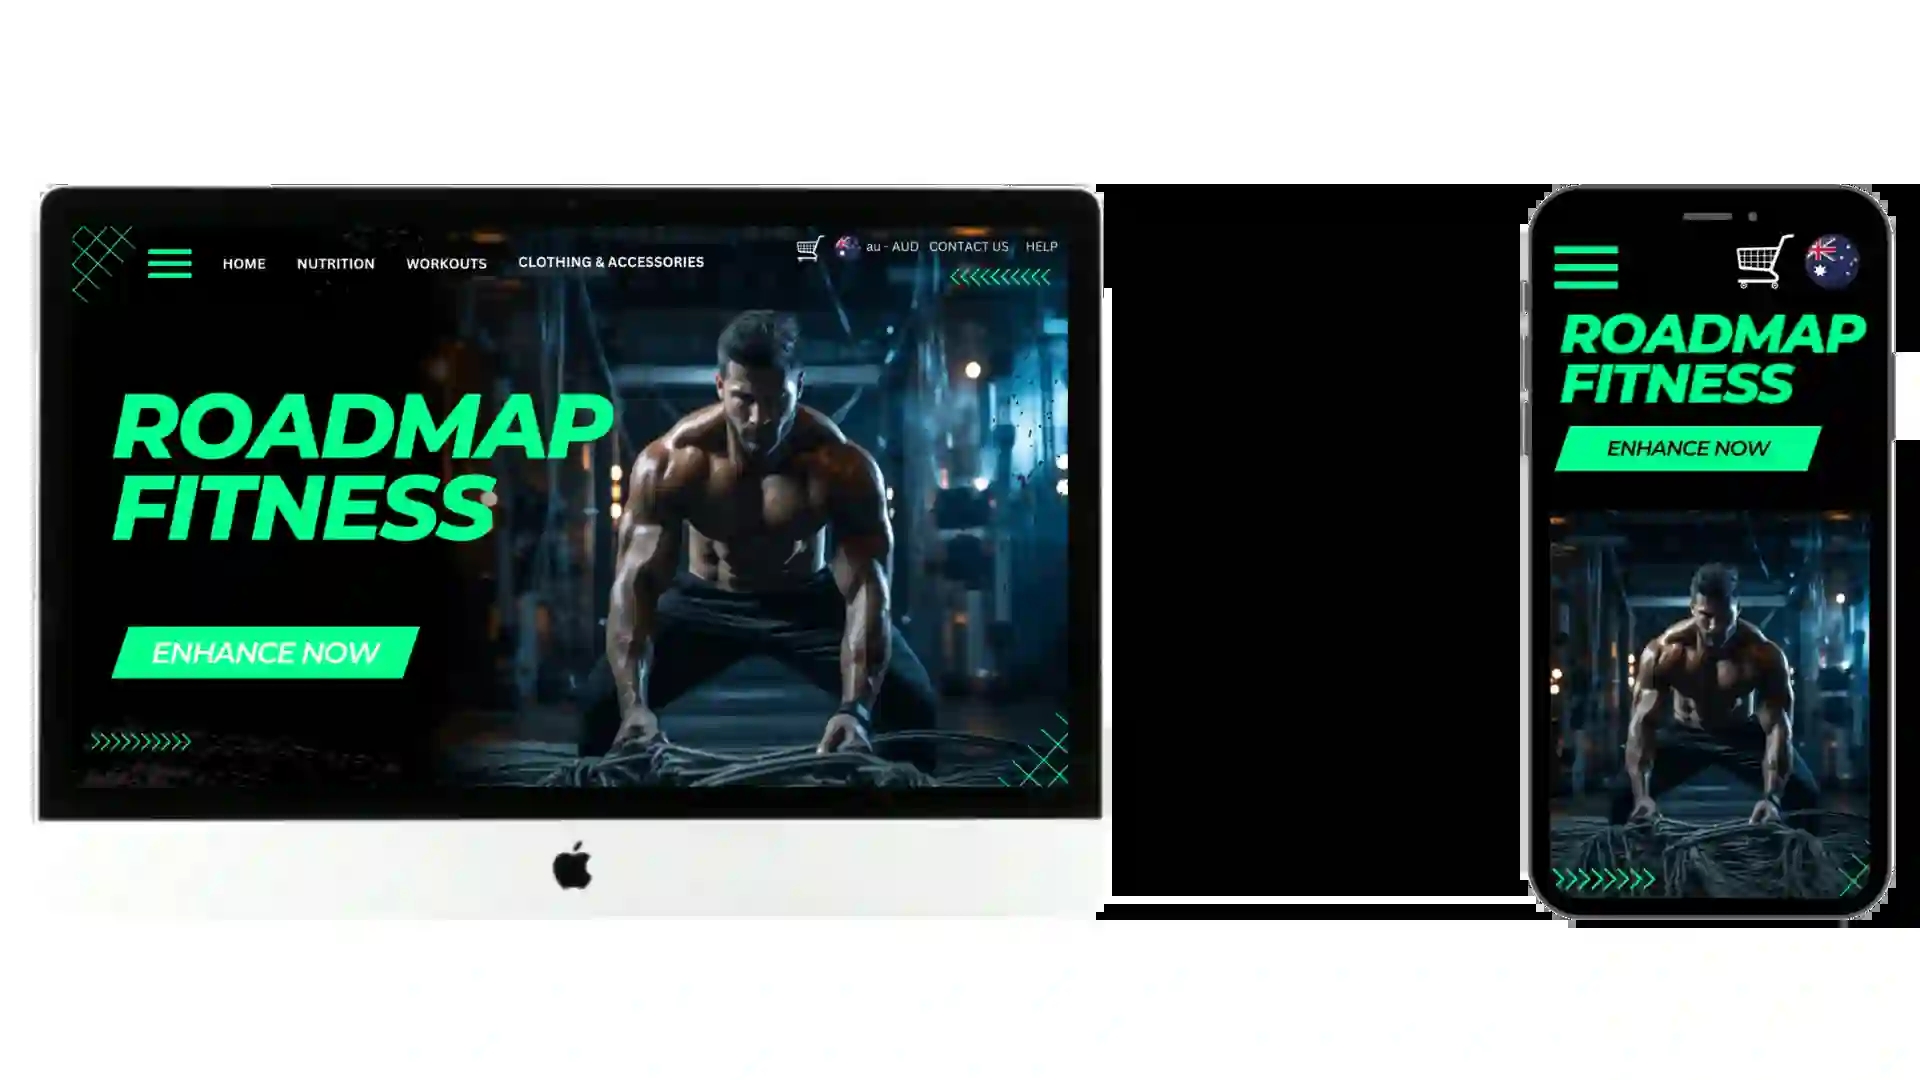 HOME NUTRITION WORKOUTS CLOTHING & ACCESSORIES
au - AUD CONTACT US HELP
ROADMAP
FITNESS
ENHANCE NOW
ROADMAP
FITNESS
ENHANCE NOW